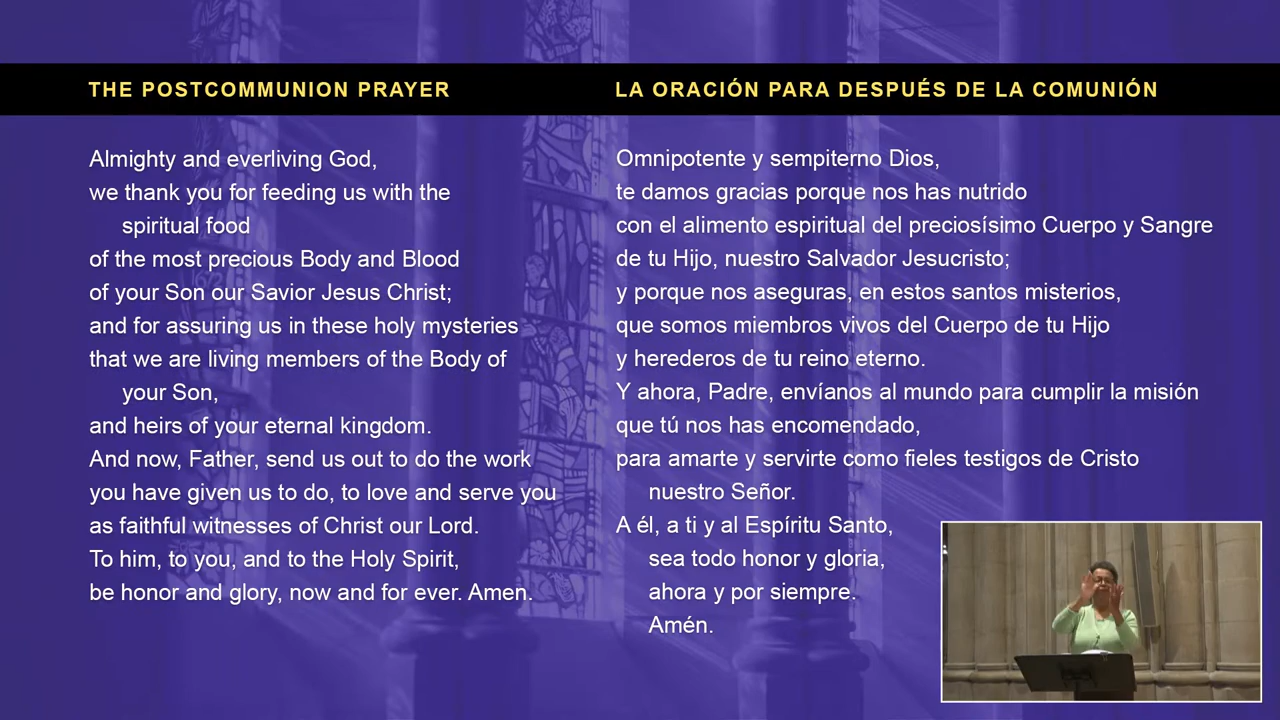 THE POSTCOMMUNION PRAYER
Almighty and everliving God,
we thank you for feeding us with the
spiritual food
of the most precious Body and Blood
of your Son our Savior Jesus Christ;
and for assuring us in these holy mysteries
that we are living members of the Body of
your Son,
and heirs of your eternal kingdom.
And now, Father, send us out to do the work
you have given us to do, to love and serve you
as faithful witnesses of Christ our Lord.
To him, to you, and to the Holy Spirit,
be honor and glory, now and for ever. Amen.
LA ORACIÓN PARA DESPUÉS DE LA COMUNIÓN
Omnipotente y sempiterno Dios,
te damos gracias porque nos has nutrido
con el alimento espiritual del preciosísimo Cuerpo y Sangre
de tu Hijo, nuestro Salvador Jesucristo;
y porque nos aseguras, en estos santos misterios,
que somos miembros vivos del Cuerpo de tu Hijo
y herederos de tu reino eterno.
Y ahora, Padre, envíanos al mundo para cumplir la misión
que tú nos has encomendado,
para amarte y servirte como fieles testigos de Cristo
nuestro Señor.
A él, a ti y al Espíritu Santo,
sea todo honor y gloria,
ahora y por siempre.
Amén.